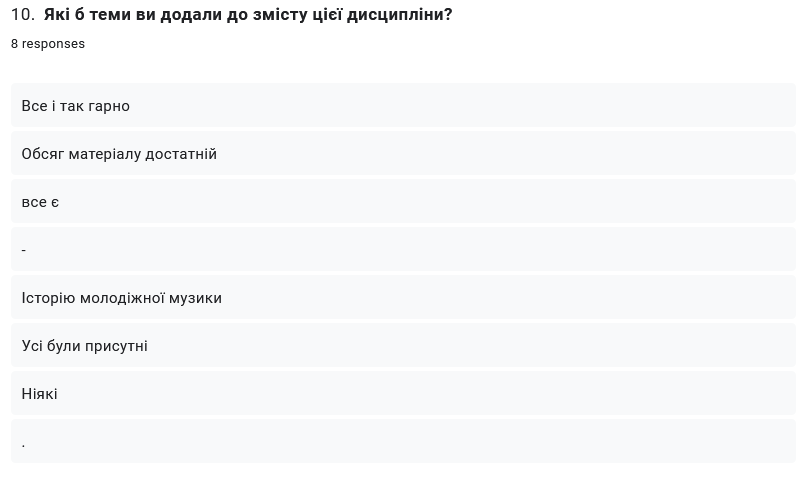 10. Які б теми ви додали до змісту цієї дисципліни?
8 responses
Все і так гарно
Обсяг матеріалу достатній
все є
-
Історію молодіжної музики
Усі були присутні
Ніякі
.